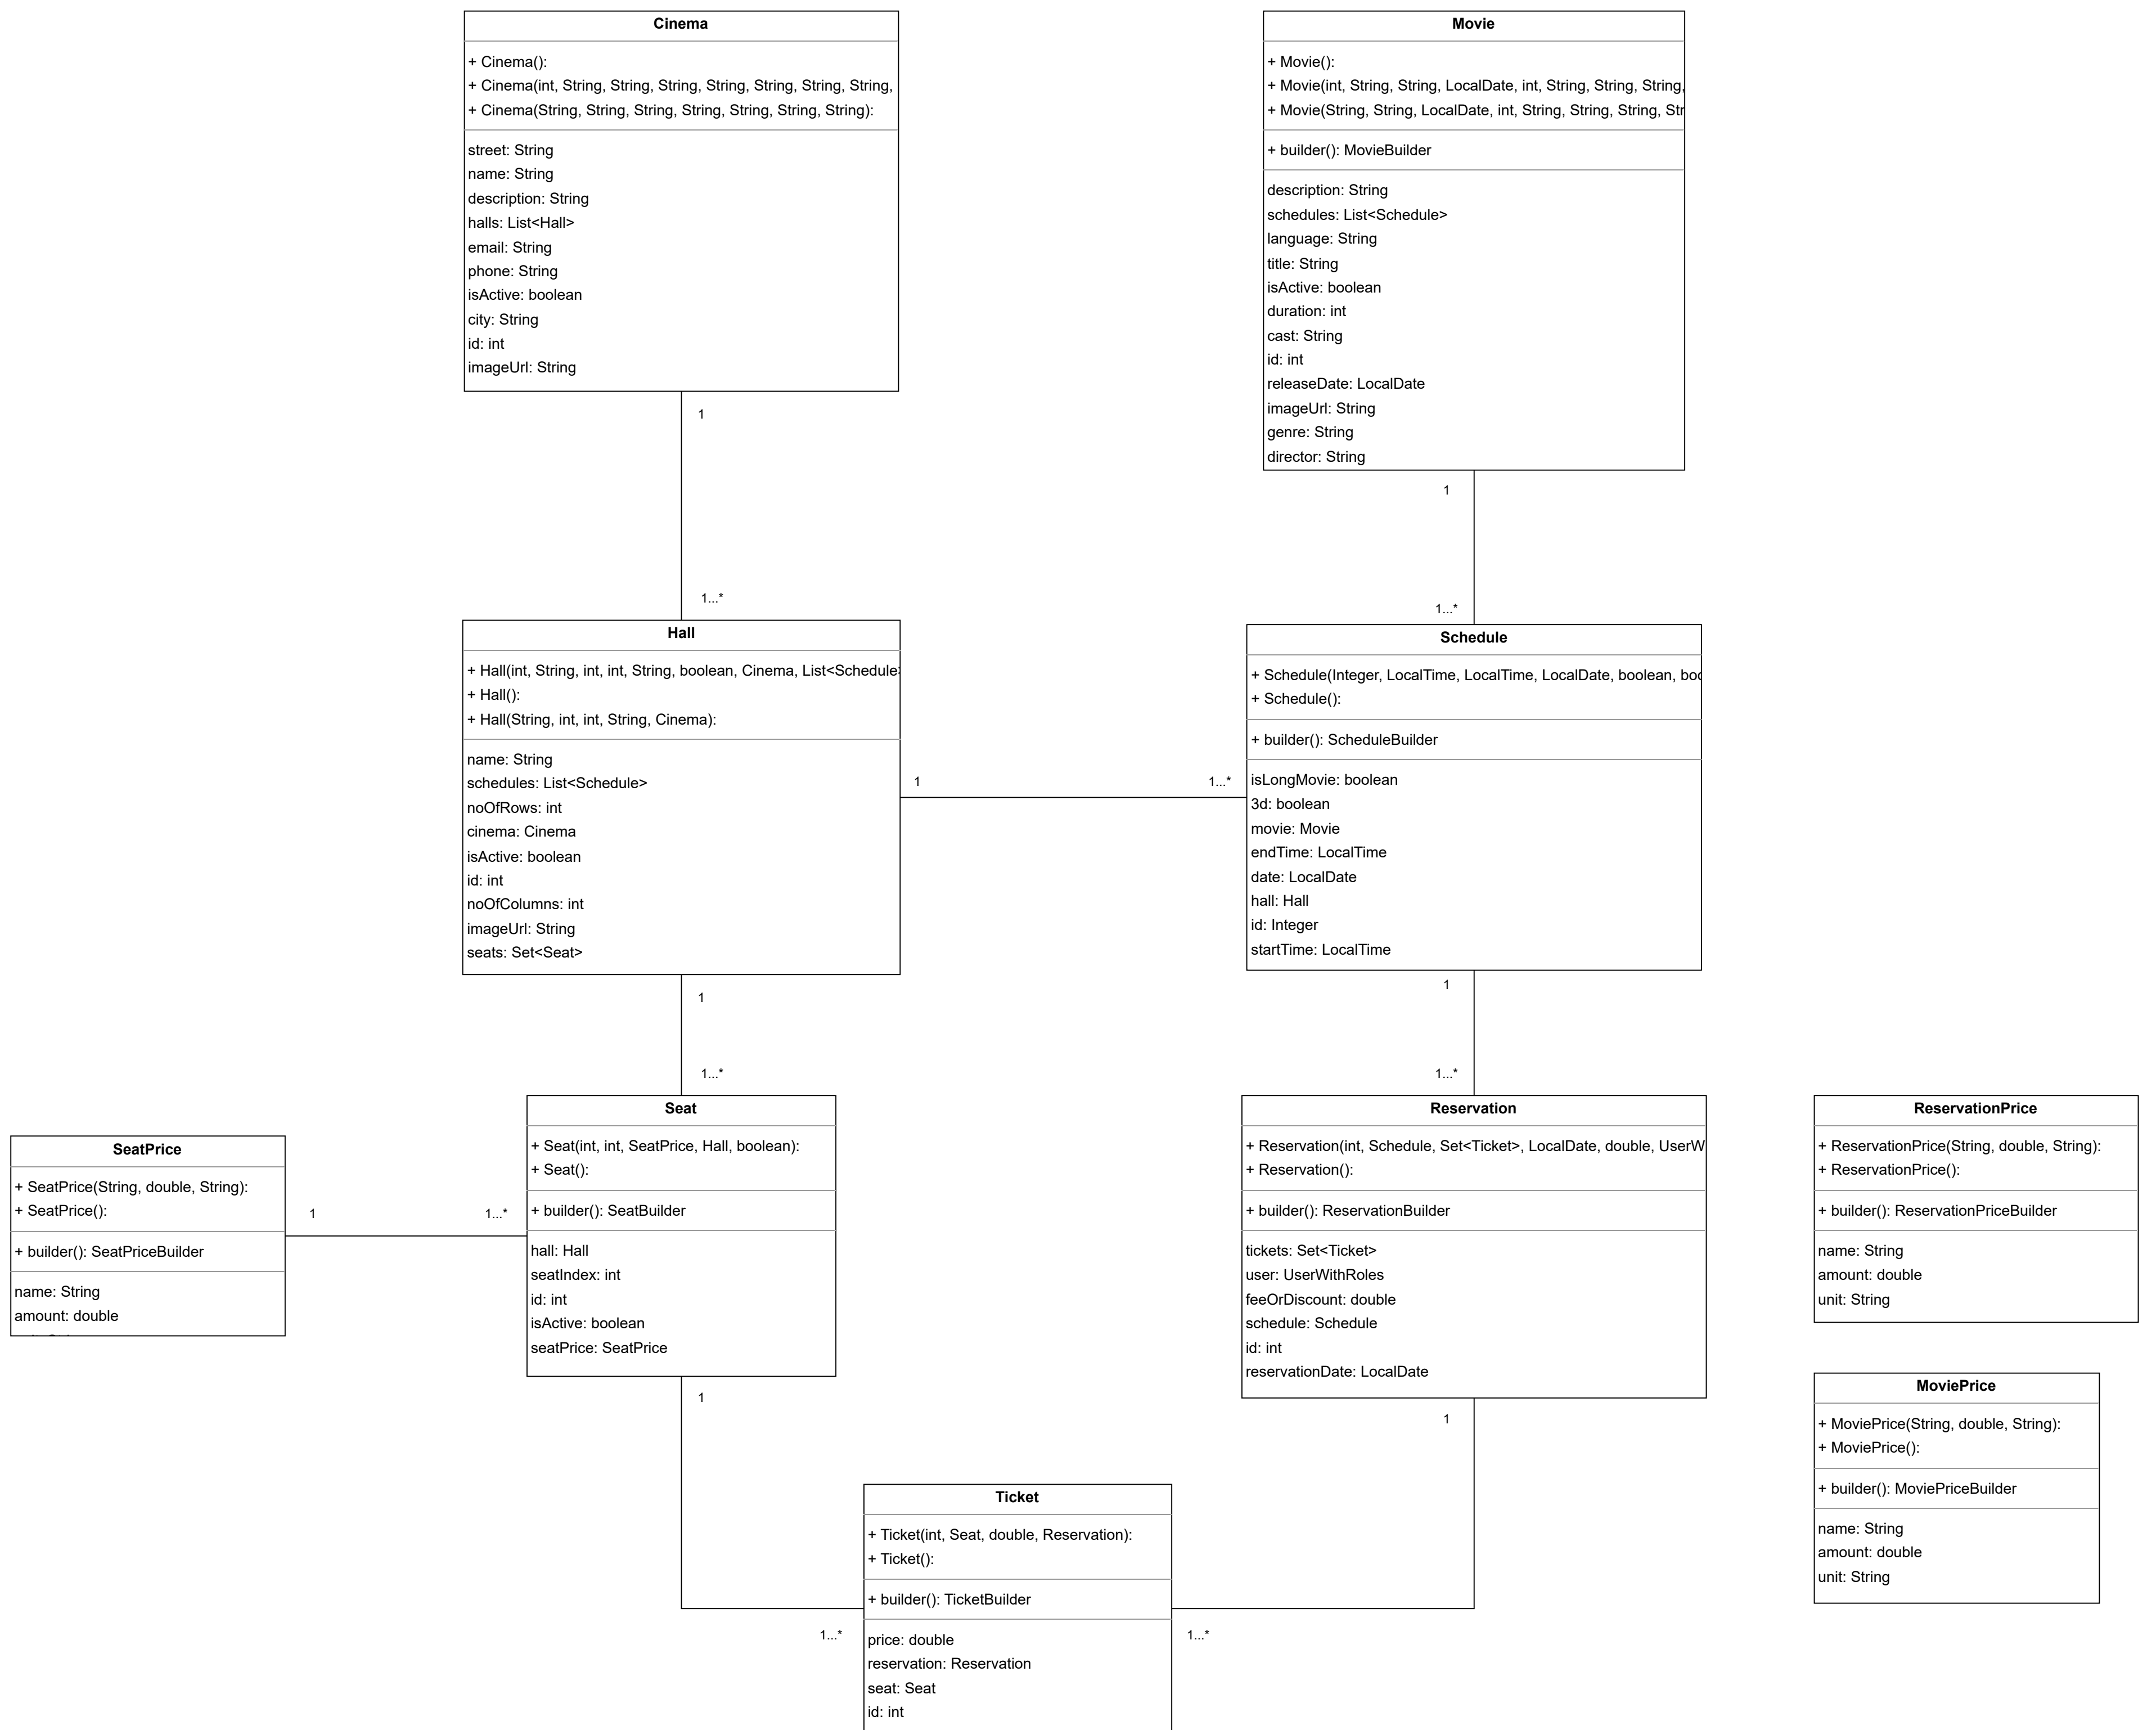 Cinema
+ Cinema():
+ Cinema(int, String, String, String, String, String, String, String,
+ Cinema(String, String, String, String, String, String, String):
street: String
name: String
description: String
halls: List<Hall>
email: String
phone: String
isActive: boolean
city: String
id: int
imageUrl: String
Movie
+ Movie():
+ Movie(int, String, String, LocalDate, int, String, String, String,
+ Movie(String, String, LocalDate, int, String, String, String, Str
+ builder(): MovieBuilder
description: String
schedules: List<Schedule>
language: String
title: String
isActive: boolean
duration: int
cast: String
id: int
releaseDate: LocalDate
imageUrl: String
genre: String
director: String
1
1...*
1
1...*
Hall
+ Hall(int, String, int, int, String, boolean, Cinema, List<Schedule>
+ Hall():
+ Hall(String, int, int, String, Cinema):
name: String
schedules: List<Schedule>
noOfRows: int
cinema: Cinema
isActive: boolean
id: int
noOfColumns: int
imageUrl: String
seats: Set<Seat>
1
1...*
Schedule
+ Schedule(Integer, LocalTime, LocalTime, LocalDate, boolean, boo
+ Schedule():
+ builder(): ScheduleBuilder
isLongMovie: boolean
3d: boolean
movie: Movie
endTime: LocalTime
date: LocalDate
hall: Hall
id: Integer
startTime: LocalTime
1
1...*
1
1...*
SeatPrice
+ SeatPrice(String, double, String):
+ SeatPrice():
+ builder(): SeatPriceBuilder
name: String
amount: double
1
1...*
Seat
+ Seat(int, int, SeatPrice, Hall, boolean):
+ Seat():
+ builder(): SeatBuilder
hall: Hall
seatIndex: int
id: int
isActive: boolean
seatPrice: SeatPrice
Reservation
+ Reservation(int, Schedule, Set<Ticket>, LocalDate, double, UserW
+ Reservation():
+ builder(): ReservationBuilder
tickets: Set<Ticket>
user: UserWithRoles
feeOrDiscount: double
schedule: Schedule
id: int
reservationDate: LocalDate
ReservationPrice
+ ReservationPrice(String, double, String):
+ ReservationPrice():
+ builder(): ReservationPriceBuilder
name: String
amount: double
unit: String
MoviePrice
+ MoviePrice(String, double, String):
+ MoviePrice():
+ builder(): MoviePriceBuilder
name: String
amount: double
unit: String
1
1...*
1
1...*
Ticket
+ Ticket(int, Seat, double, Reservation):
+ Ticket():
+ builder(): TicketBuilder
price: double
reservation: Reservation
seat: Seat
id: int